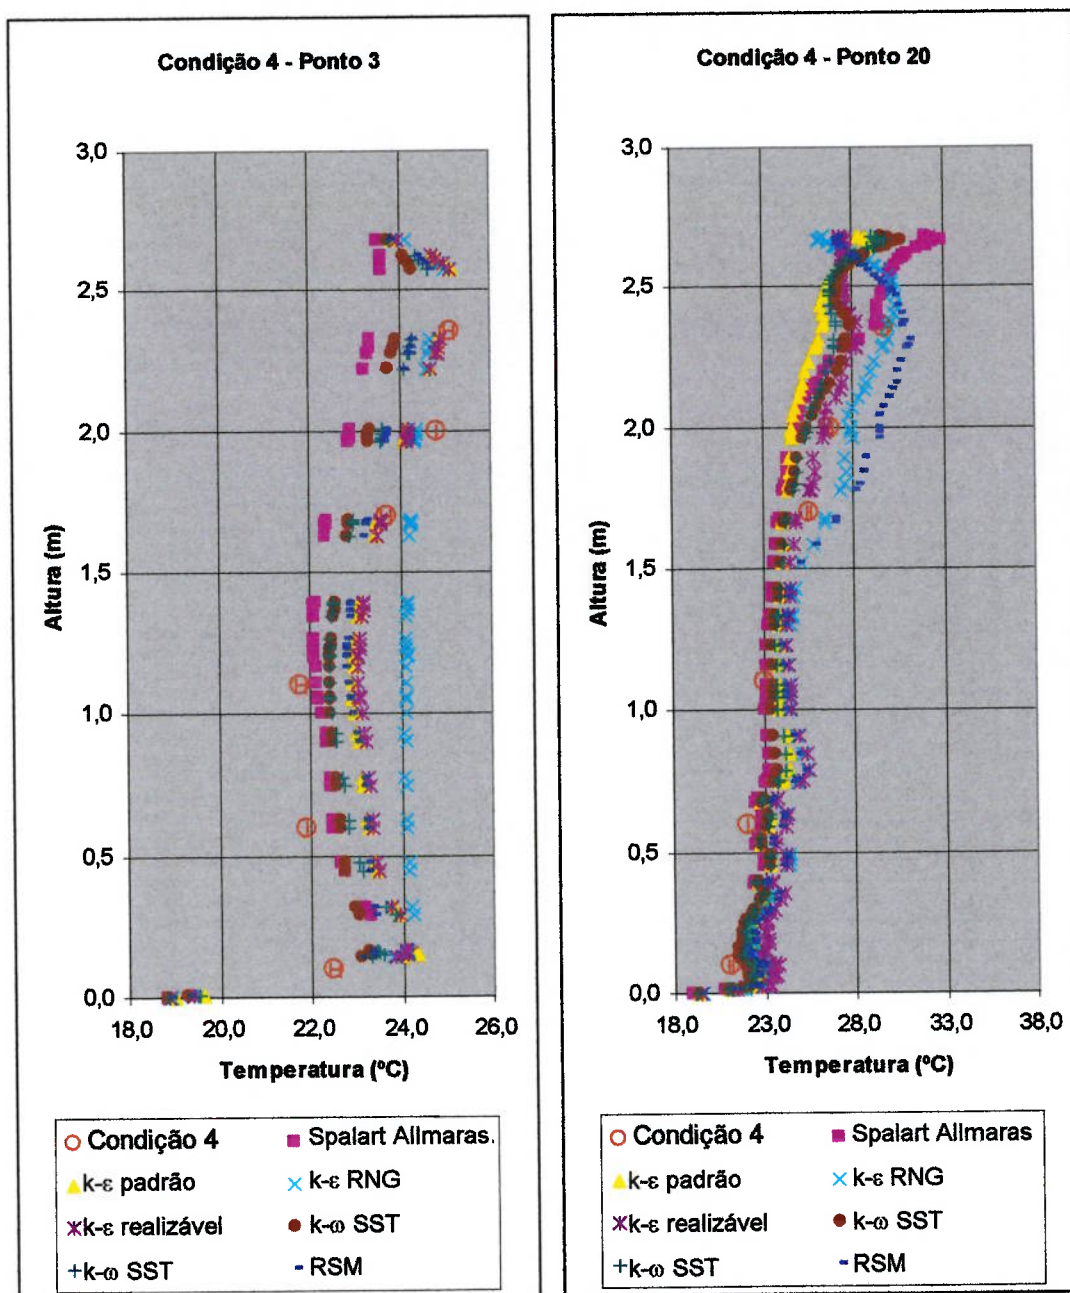 Condição 4 - Ponto 3
3,0
2,5
2,0
1,5
1,0
0,5
0,0
Altura (m)
18,0 20,0 22,0 24,0 26,0
Temperatura (ºC)
Condição 4 Spalart Allmaras.
k-ε padrão k-ε RNG
k-ε realizável k-ω SST
k-ω SST RSM
Condição 4 - Ponto 20
3,0
2,5
2,0
1,5
1,0
0,5
0,0
Altura (m)
18,0 23,0 28,0 33,0 38,0
Temperatura (ºC)
Condição 4 Spalart Allmaras
k-ε padrão k-ε RNG
k-ε realizável k-ω SST
k-ω SST RSM